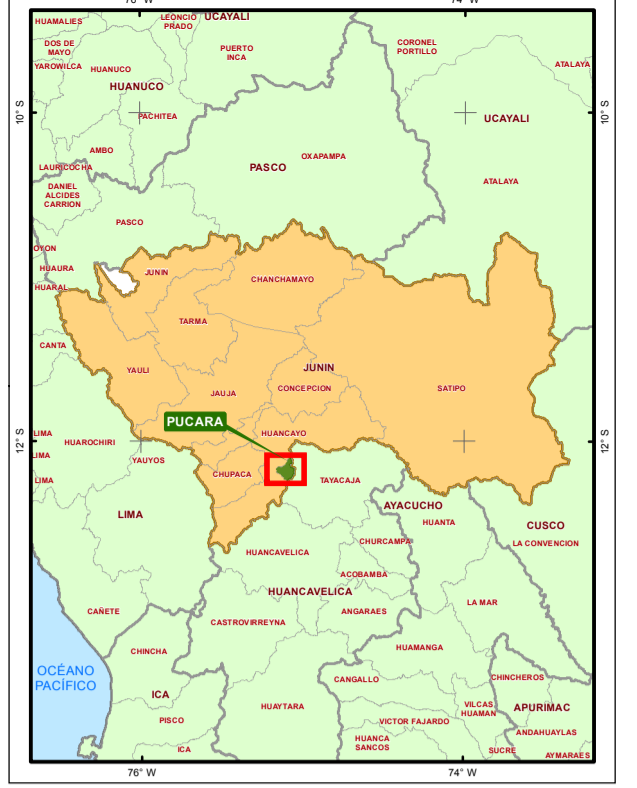 76° W
74° W
HUAMALIES
LEONCIO
PRADO
UCAYALI
DOS DE
MAYO
PUERTO
INCA
CORONEL
PORTILLO
YAROWILCA
HUANUCO
ATALAYA
HUANUCO
10° S
10° S
PACHITEA
UCAYALI
AMBO
OXAPAMPA
LAURICOCHA
PASCO
ATALAYA
DANIEL
ALCIDES
CARRION
PASCO
OYON
HUAURA
JUNIN
CHANCHAMAYO
HUARAL
TARMA
CANTA
YAULI
JUNIN
JAUJA
CONCEPCION
SATIPO
PUCARA
LIMA
HUAROCHIRI
HUANCAYO
12° S
12° S
LIMA
YAUYOS
CHUPACA
TAYACAJA
LIMA
LIMA
AYACUCHO
HUANTA
CUSCO
CHURCAMPA
LA CONVENCION
HUANCAVELICA
ACOBAMBA
HUANCAVELICA
LA MAR
CAÑETE
ANGARAES
CASTROVIRREYNA
HUAMANGA
CHINCHA
OCÉANO
PACÍFICO
CANGALLO
CHINCHEROS
ICA
HUAYTARA
VILCAS
HUAMAN
APURIMAC
PISCO
VICTOR FAJARDO
ANDAHUAYLAS
HUANCA
SANCOS
ICA
SUCRE
AYMARAES
76° W
74° W